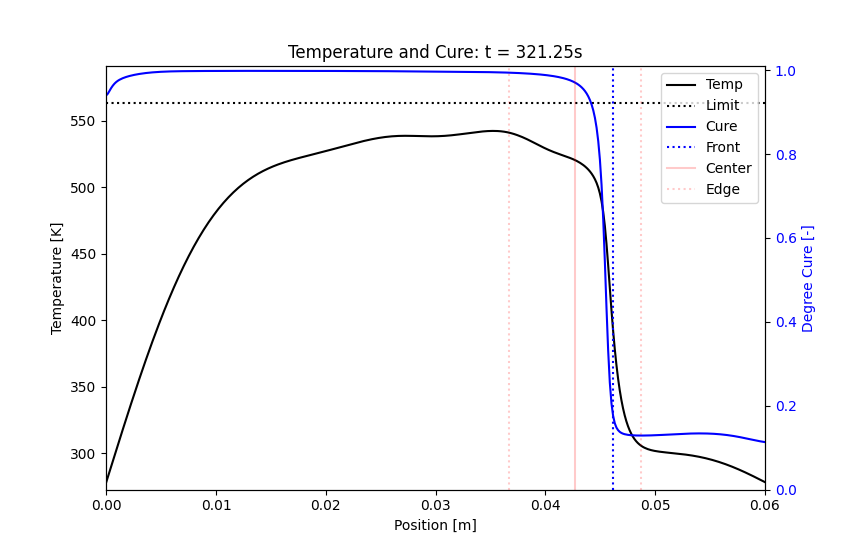 Temperature and Cure: t = 321.25s
Temperature [K]
550
500
450
400
350
300
Temp
Limit
Cure
Front
Center
Edge
1.0
0.8
0.6
0.4
0.2
0.0
Degree Cure [-]
0.00
0.01
0.02
0.03
0.04
0.05
0.06
Position [m]